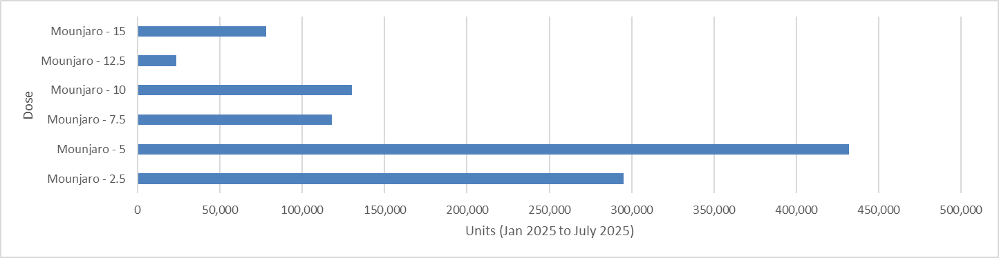 Dose
Mounjaro - 15
Mounjaro - 12.5
Mounjaro - 10
Mounjaro - 7.5
Mounjaro - 5
Mounjaro - 2.5
0 50,000 100,000 150,000 200,000 250,000 300,000 350,000 400,000 450,000 500,000
Units (Jan 2025 to July 2025)